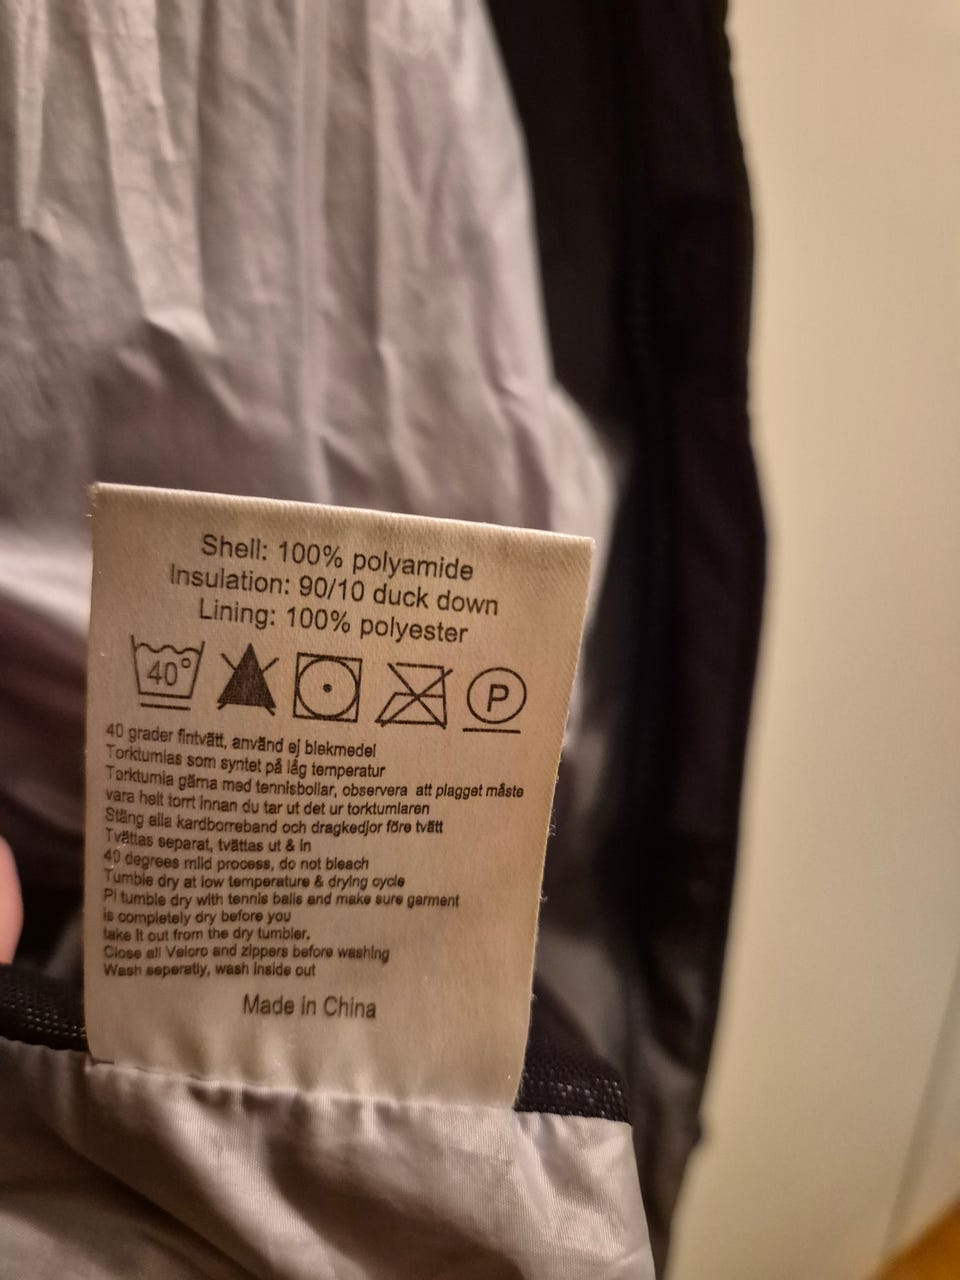 Shell: 100% polyamide
Insulation: 90/10 duck down
Lining: 100% polyester
40°
P
40 grader fintvätt, använd ej blekmedel
Torktumlas som syntet på låg temperatur
Torktumla gärna med tennisbollar, observera att plagget måste
vara helt torrt innan du tar ut det ur torktumlaren
Stäng alla kardborreband och dragkedjor före tvätt
Tvättas separat, tvättas ut & in
40 degrees mild process, do not bleach
Tumble dry at low temperature & drying cycle
Pl tumble dry with tennis balls and make sure garment
is completely dry before you
take it out from the dry tumbler.
Close all Velcro and zippers before washing
Wash seperatly, wash inside out
Made in China